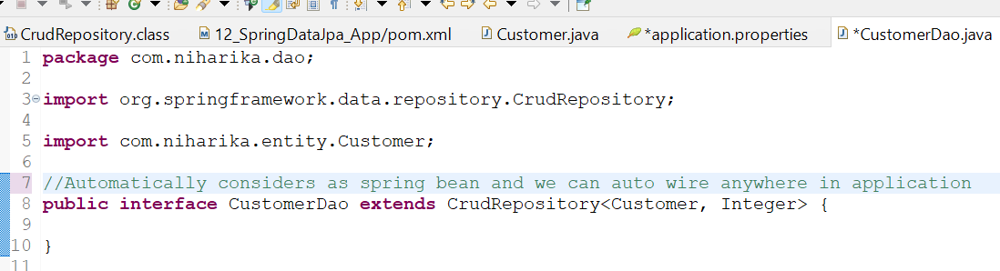 CrudRepository.class 12_SpringDataJpa_App/pom.xml Customer.java *application.properties *CustomerDao.java
1 package com.niharika.dao;
2
3 import org.springframework.data.repository.CrudRepository;
4
5 import com.niharika.entity.Customer;
6
7 //Automatically considers as spring bean and we can auto wire anywhere in application
8 public interface CustomerDao extends CrudRepository<Customer, Integer> {
9
10 }
11